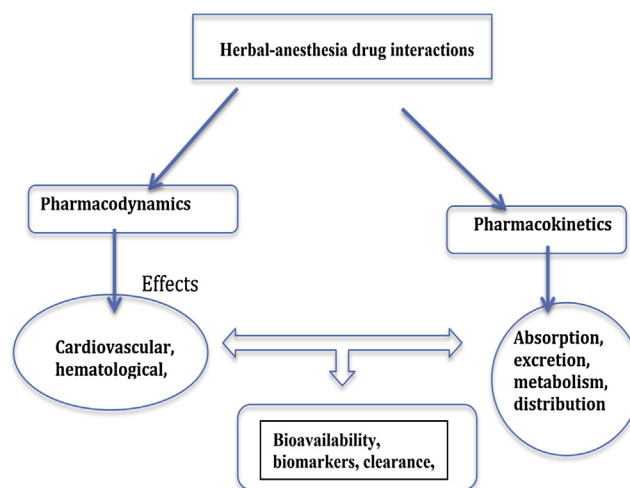 Herbal-anesthesia drug interactions
Pharmacodynamics
Pharmacokinetics
Effects
Cardiovascular,
hematological,
Absorption,
excretion,
metabolism,
distribution
Bioavailability,
biomarkers, clearance,